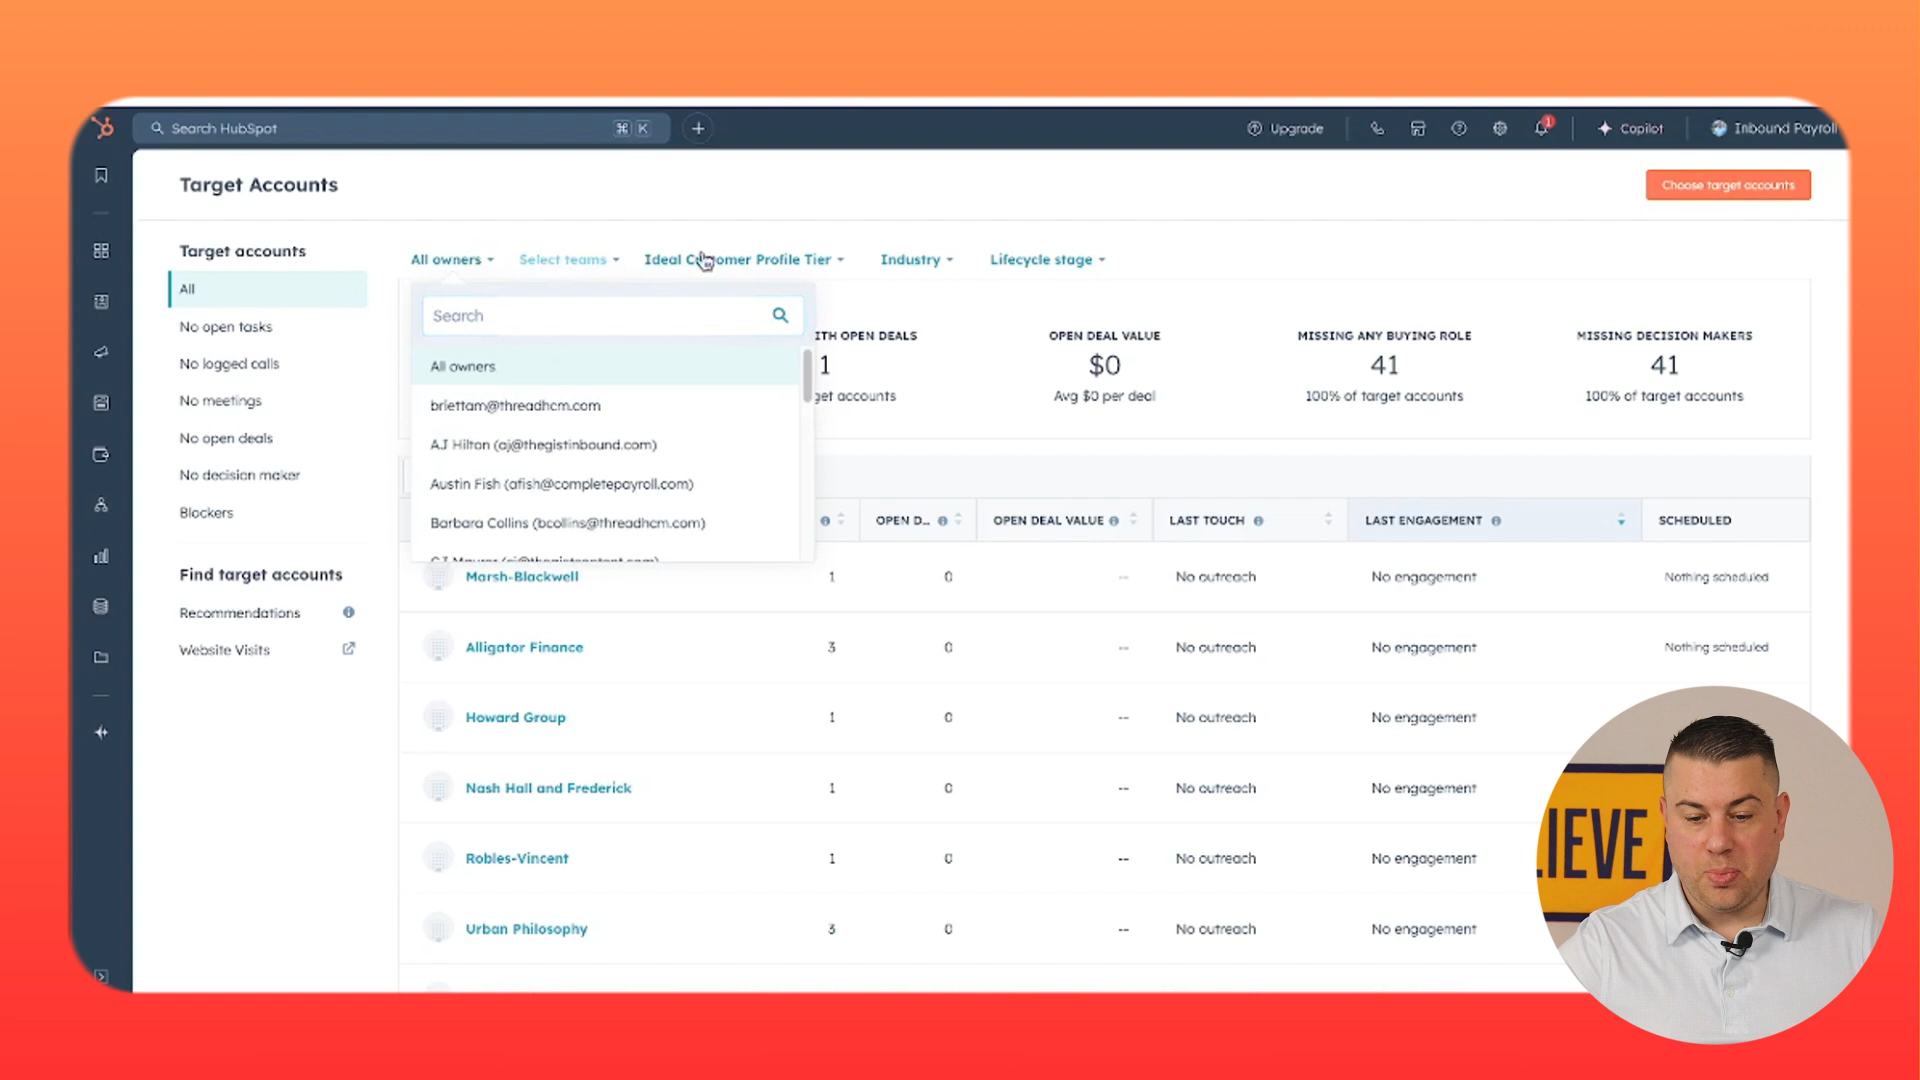 Search HubSpot
⌘ K
Upgrade
1
Copilot
Inbound Payroll
Target Accounts
Choose target accounts
Target accounts
All
No open tasks
No logged calls
No meetings
No open deals
No decision maker
Blockers
Find target accounts
Recommendations
Website Visits
All owners
Select teams
Ideal Customer Profile Tier
Industry
Lifecycle stage
Search
All owners
briettam@threadhcm.com
AJ Hilton (aj@thegistinbound.com)
Austin Fish (afish@completepayroll.com)
Barbara Collins (bcollins@threadhcm.com)
ITH OPEN DEALS
1
get accounts
OPEN DEAL VALUE
$0
Avg $0 per deal
MISSING ANY BUYING ROLE
41
100% of target accounts
MISSING DECISION MAKERS
41
100% of target accounts
OPEN D... OPEN DEAL VALUE LAST TOUCH LAST ENGAGEMENT SCHEDULED
Marsh-Blackwell 1 0 -- No outreach No engagement Nothing scheduled
Alligator Finance 3 0 -- No outreach No engagement Nothing scheduled
Howard Group 1 0 -- No outreach No engagement
Nash Hall and Frederick 1 0 -- No outreach No engagement
Robles-Vincent 1 0 -- No outreach No engagement
Urban Philosophy 3 0 -- No outreach No engagement
LIEVE